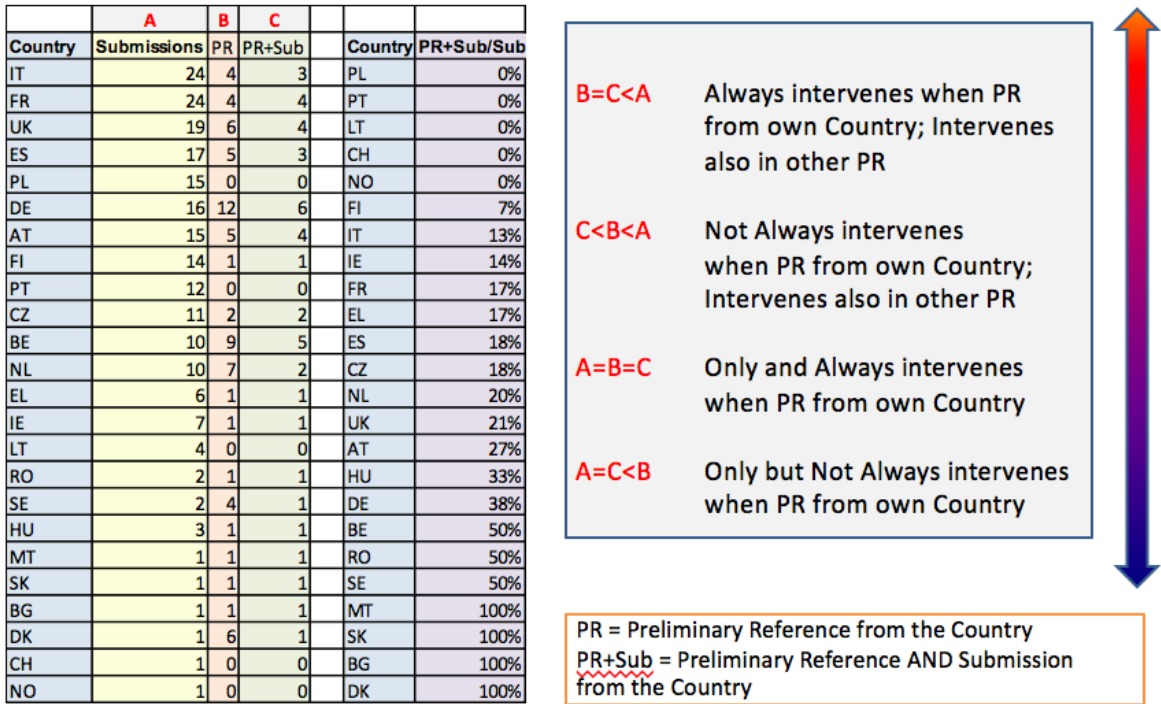 A B C
Country Submissions PR PR+Sub Country PR+Sub/Sub
IT 24 4 3 PL 0%
FR 24 4 4 PT 0%
UK 19 6 4 LT 0%
ES 17 5 3 CH 0%
PL 15 0 0 NO 0%
DE 16 12 6 FI 7%
AT 15 5 4 IT 13%
FI 14 1 1 IE 14%
PT 12 0 0 FR 17%
CZ 11 2 2 EL 17%
BE 10 9 5 ES 18%
NL 10 7 2 CZ 18%
EL 6 1 1 NL 20%
IE 7 1 1 UK 21%
LT 4 0 0 AT 27%
RO 2 1 1 HU 33%
SE 2 4 1 DE 38%
HU 3 1 1 BE 50%
MT 1 1 1 RO 50%
SK 1 1 1 SE 50%
BG 1 1 1 MT 100%
DK 1 6 1 SK 100%
CH 1 0 0 BG 100%
NO 1 0 0 DK 100%
B=C<A Always intervenes when PR
from own Country; Intervenes
also in other PR
C<B<A Not Always intervenes
when PR from own Country;
Intervenes also in other PR
A=B=C Only and Always intervenes
when PR from own Country
A=C<B Only but Not Always intervenes
when PR from own Country
PR = Preliminary Reference from the Country
PR+Sub = Preliminary Reference AND Submission
from the Country